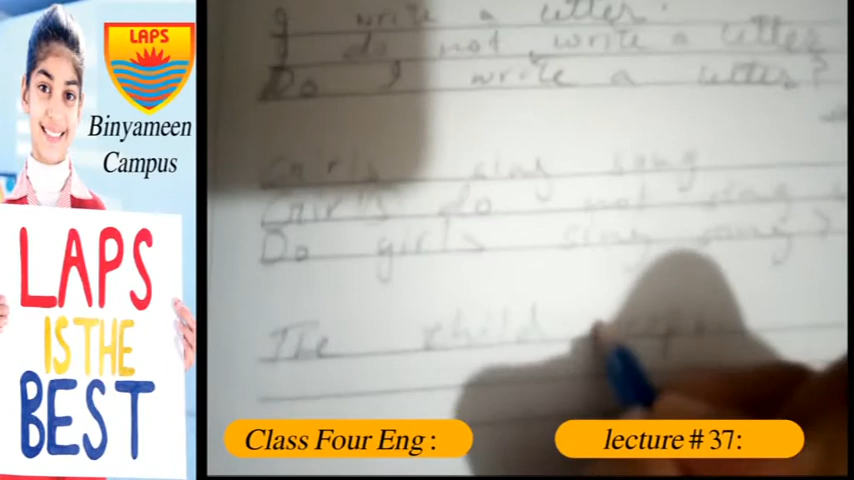 LAPS
Binyameen
Campus
LAPS
IS THE
BEST
I write a letter.
I do not write a letter
Do I write a letter?
Girls sing song
Girls do not sing
Do girls sing song?
The child
Class Four Eng :
lecture # 37: